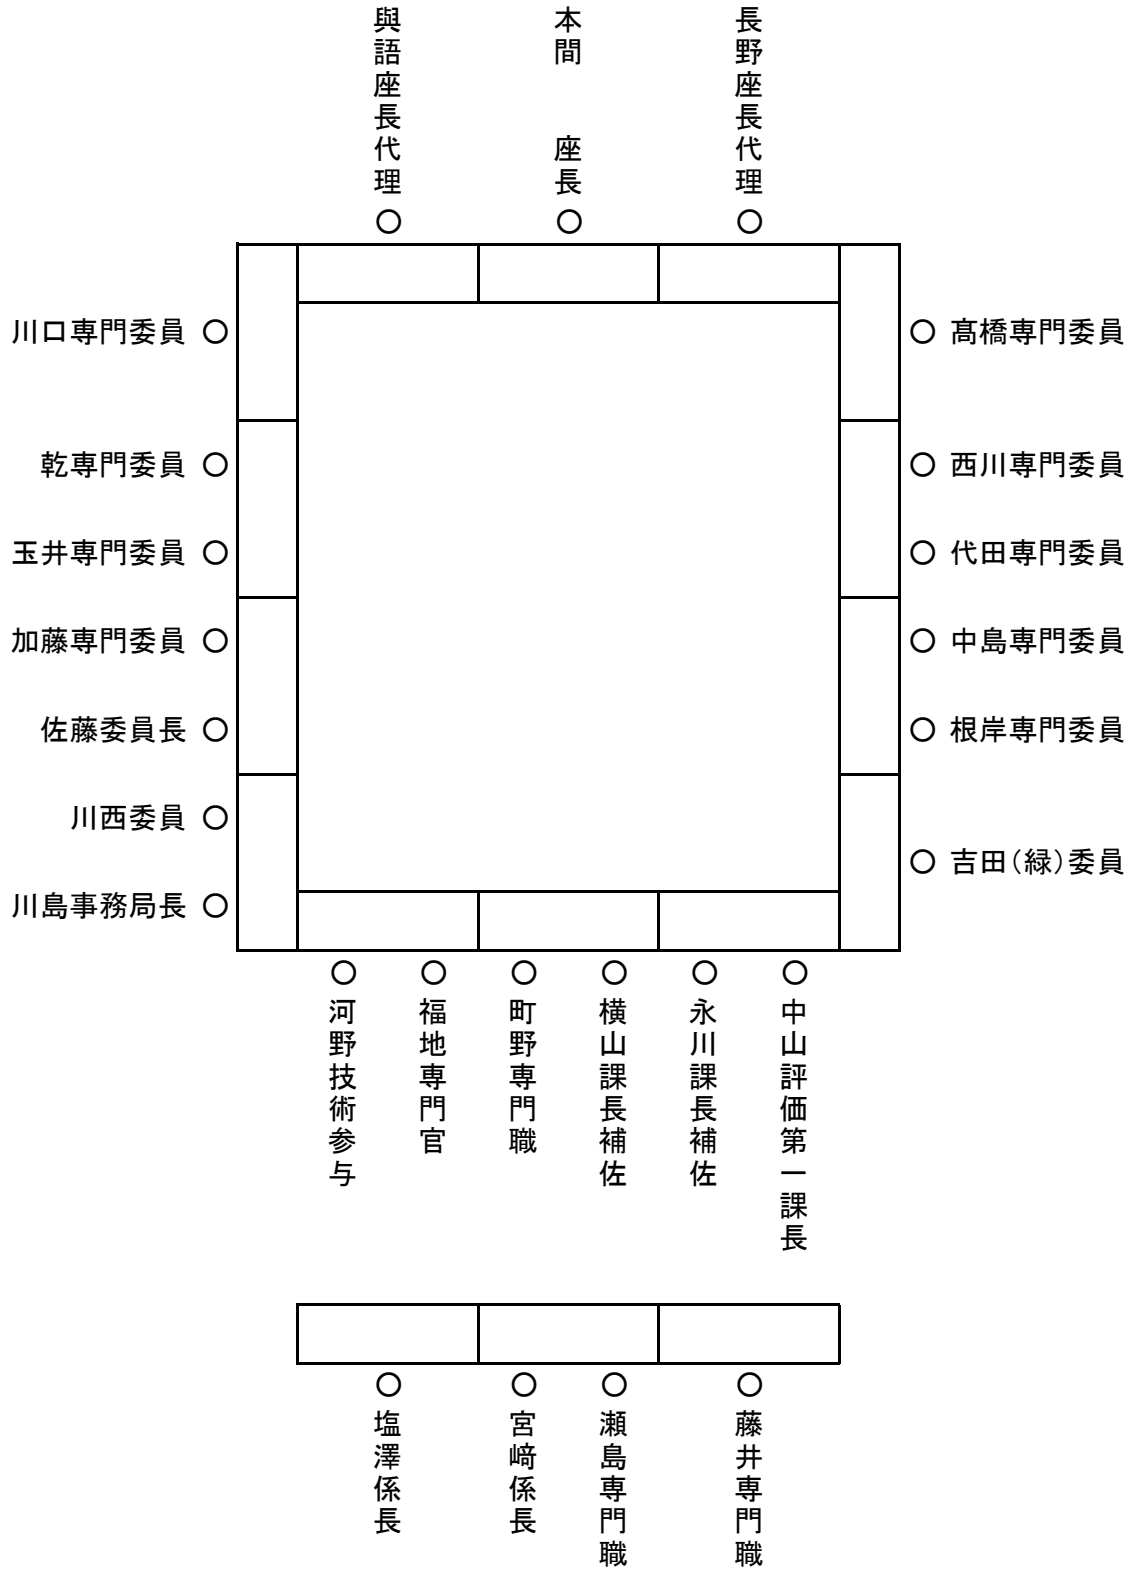 與語座長代理
本間　座長
長野座長代理
川口専門委員
髙橋専門委員
乾専門委員
西川専門委員
玉井専門委員
代田専門委員
加藤専門委員
中島専門委員
佐藤委員長
根岸専門委員
川西委員
吉田（緑）委員
川島事務局長
河野技術参与
福地専門官
町野専門職
横山課長補佐
永川課長補佐
中山評価第一課長
塩澤係長
宮﨑係長
瀬島専門職
藤井専門職